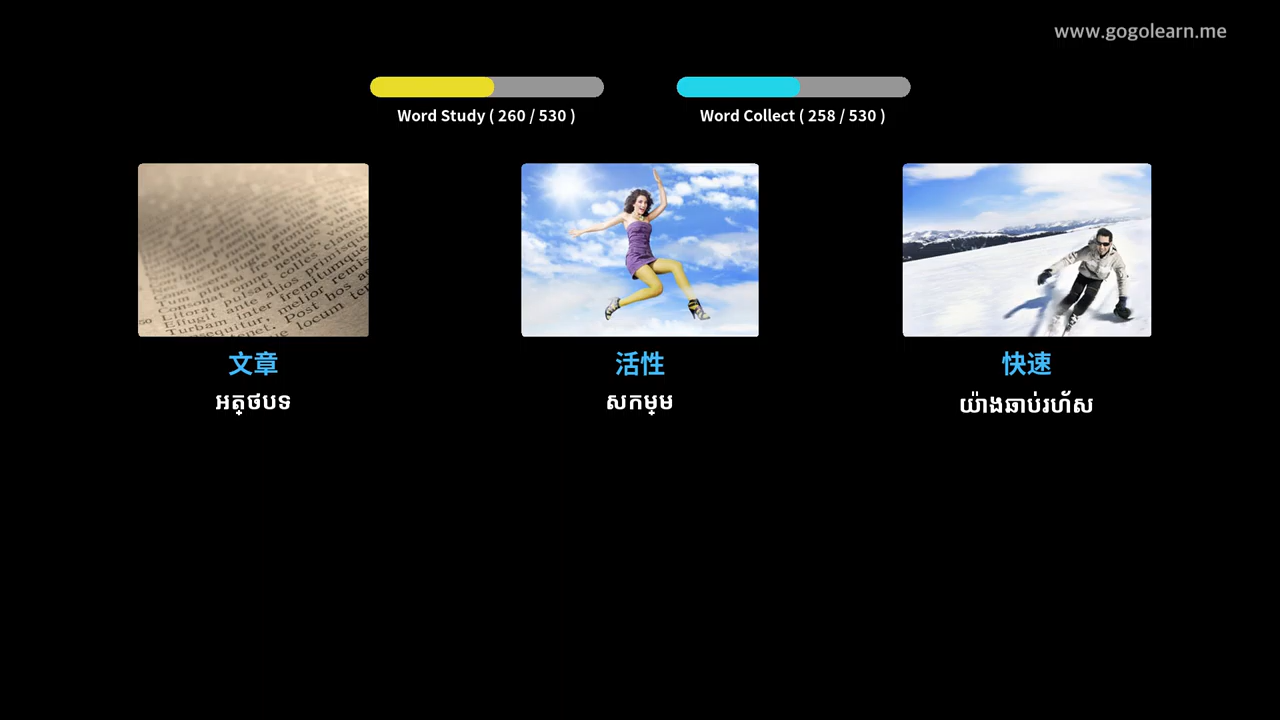 www.gogolearn.me
Word Study ( 260 / 530 )
Word Collect ( 258 / 530 )
文章
活性
快速
អត្ថបទ
សកម្ម
យ៉ាងឆាប់រហ័ស